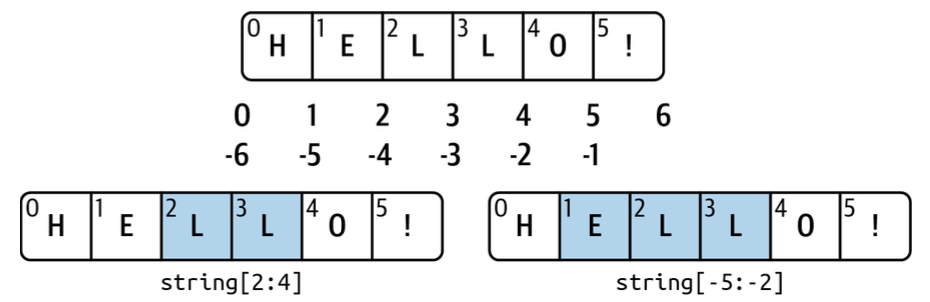 0 H 1 E 2 L 3 L 4 O 5 !
0 1 2 3 4 5 6
-6 -5 -4 -3 -2 -1
0 H 1 E 2 L 3 L 4 O 5 ! 0 H 1 E 2 L 3 L 4 O 5 !
string[2:4] string[-5:-2]